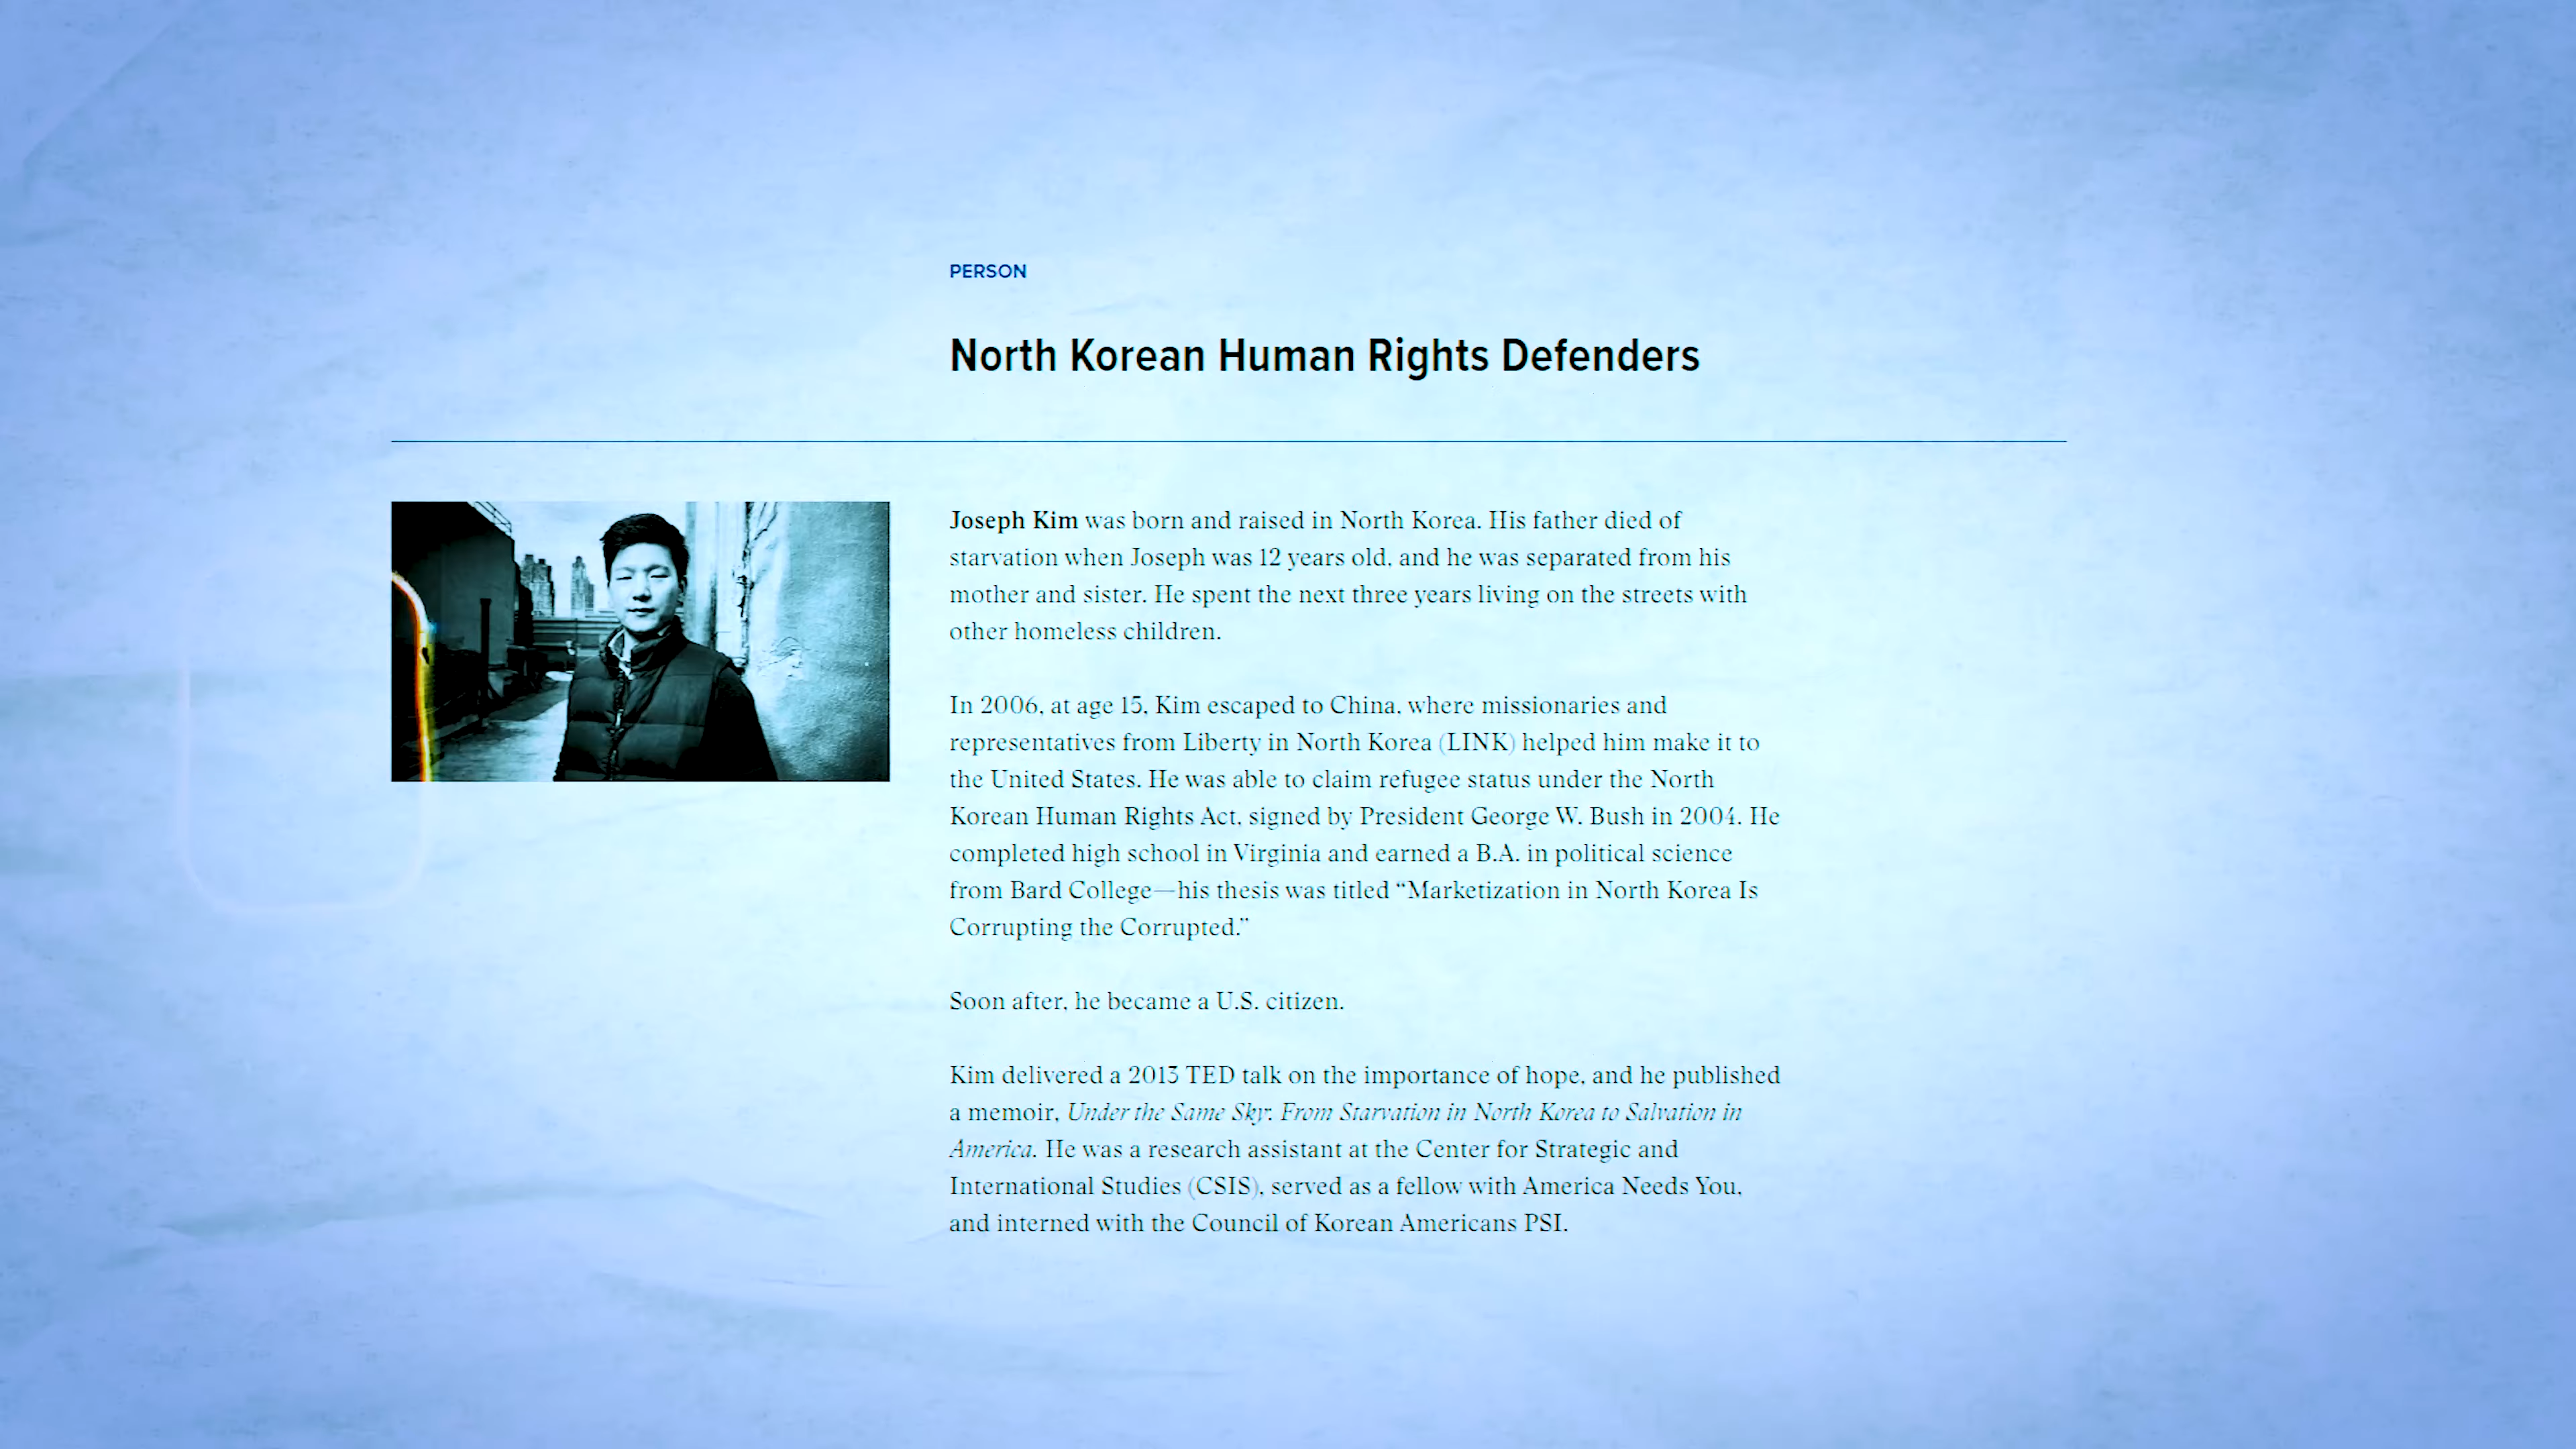 PERSON
North Korean Human Rights Defenders
Joseph Kim was born and raised in North Korea. His father died of
starvation when Joseph was 12 years old, and he was separated from his
mother and sister. He spent the next three years living on the streets with
other homeless children.
In 2006, at age 15, Kim escaped to China, where missionaries and
representatives from Liberty in North Korea (LINK) helped him make it to
the United States. He was able to claim refugee status under the North
Korean Human Rights Act, signed by President George W. Bush in 2004. He
completed high school in Virginia and earned a B.A. in political science
from Bard College—his thesis was titled “Marketization in North Korea Is
Corrupting the Corrupted.”
Soon after, he became a U.S. citizen.
Kim delivered a 2013 TED talk on the importance of hope, and he published
a memoir, Under the Same Sky: From Starvation in North Korea to Salvation in
America. He was a research assistant at the Center for Strategic and
International Studies (CSIS), served as a fellow with America Needs You,
and interned with the Council of Korean Americans PSI.